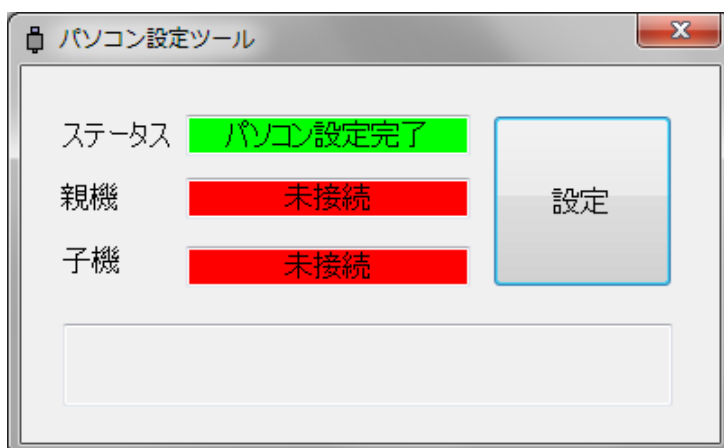 パソコン設定ツール
ステータス パソコン設定完了
親機 未接続
設定
子機 未接続